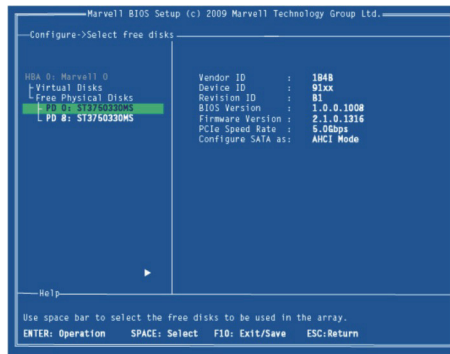 Marvell BIOS Setup (c) 2009 Marvell Technology Group Ltd.
Configure->Select free disks
HBA 0: Marvell 0
Virtual Disks
Free Physical Disks
PD 0: ST3750330NS
PD 8: ST3750330NS
Vendor ID : 1B4B
Device ID : 91xx
Revision ID : B1
BIOS Version : 1.0.0.1008
Firmware Version : 2.1.0.1316
PCIe Speed Rate : 5.0Gbps
Configure SATA as: AHCI Mode
Help
Use space bar to select the free disks to be used in the array.
ENTER: Operation SPACE: Select F10: Exit/Save ESC:Return